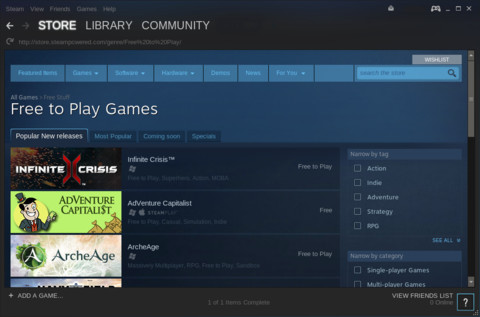 Steam View Friends Games Help
STORE LIBRARY COMMUNITY
http://store.steampowered.com/genre/Free%20to%20Play/
WISHLIST
Featured Items Games Software Hardware Demos News For You search the store
All Games › Free Stuff
Free to Play Games
Popular New releases Most Popular Coming soon Specials
INFINITE CRISIS
Infinite Crisis™
Free to Play
Free to Play, Superhero, Action, MOBA
ADVENTURE CAPITALI$T
AdVenture Capitalist
STEAMPLAY
Free
Free to Play, Casual, Simulation, Indie
ArcheAge
ArcheAge
Free to Play
Massively Multiplayer, RPG, Free to Play, Sandbox
Narrow by tag
Action
Indie
Adventure
Strategy
RPG
SEE ALL
Narrow by category
Single-player Games
Multi-player Games
+ ADD A GAME...
1 of 1 Items Complete
VIEW FRIENDS LIST
0 Online
?